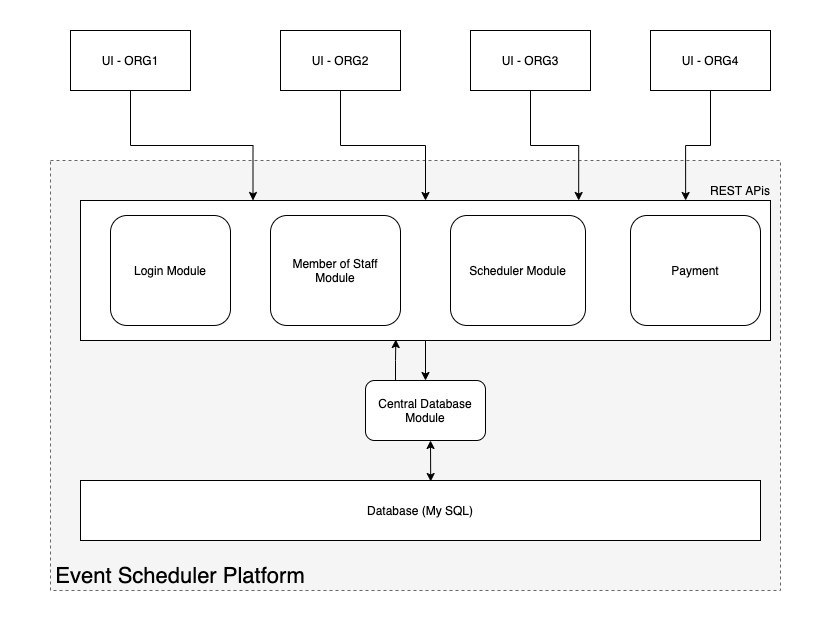 UI - ORG1
UI - ORG2
UI - ORG3
UI - ORG4
REST APis
Login Module
Member of Staff
Module
Scheduler Module
Payment
Central Database
Module
Database (My SQL)
Event Scheduler Platform